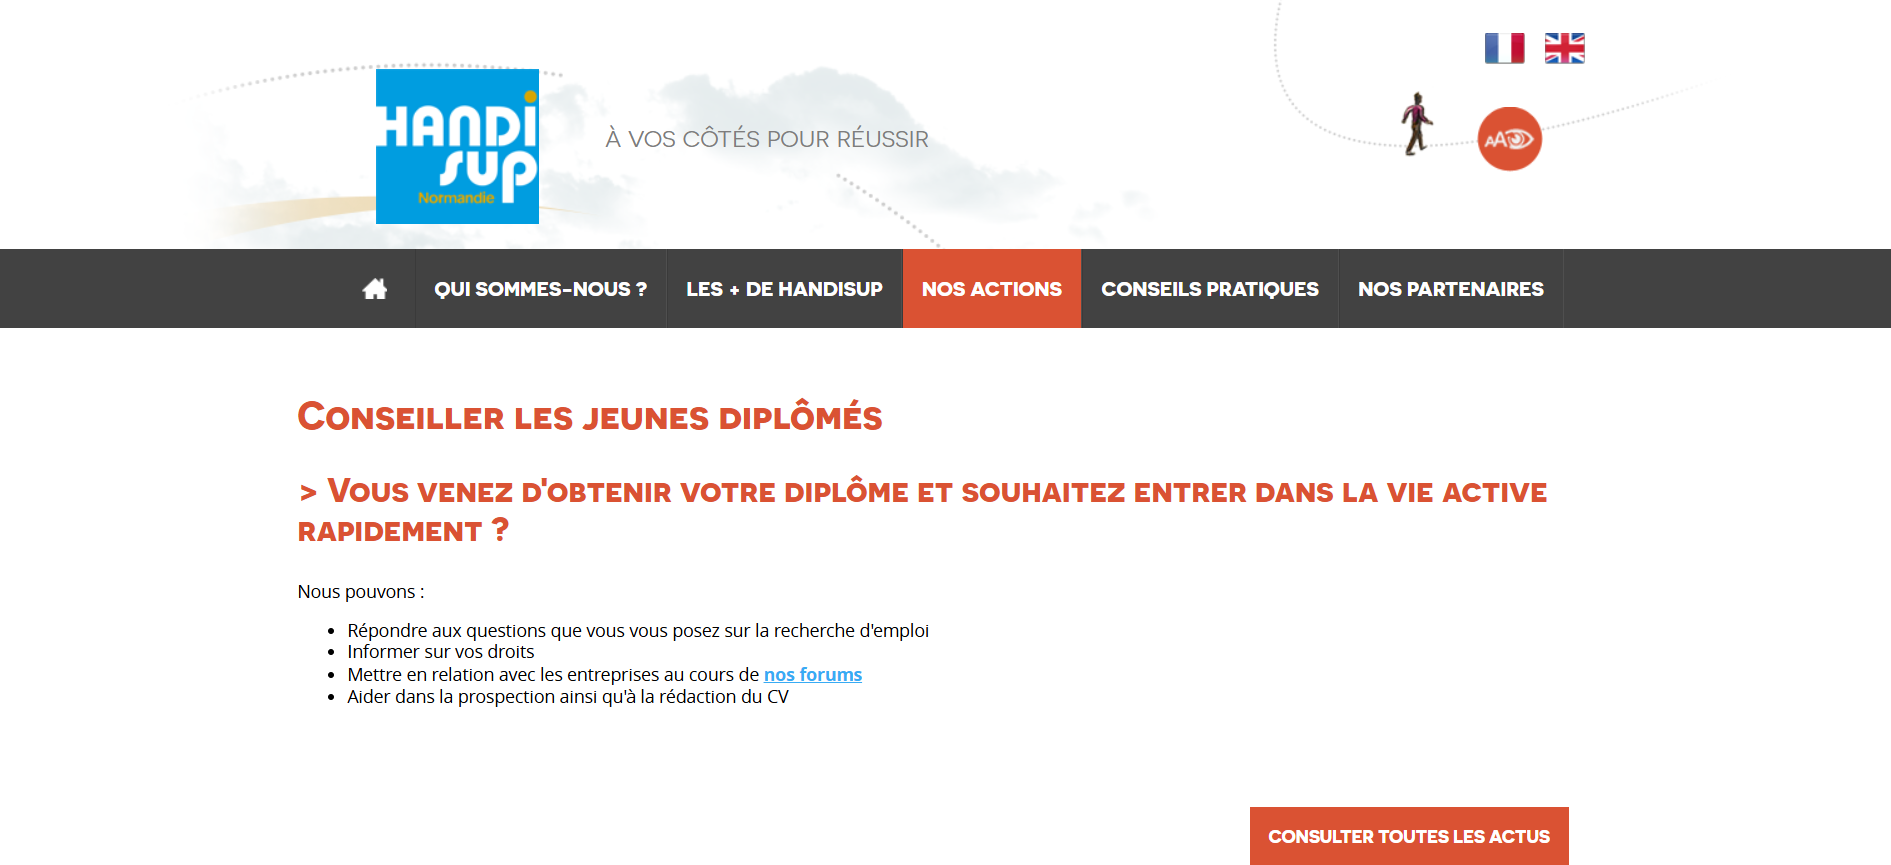 HANDi
sup
Normandie
À VOS CÔTÉS POUR RÉUSSIR
AA
QUI SOMMES-NOUS ?
LES + DE HANDISUP
NOS ACTIONS
CONSEILS PRATIQUES
NOS PARTENAIRES
Conseiller les jeunes diplômés
> Vous venez d'obtenir votre diplôme et souhaitez entrer dans la vie active
rapidement ?
Nous pouvons :
• Répondre aux questions que vous vous posez sur la recherche d'emploi
• Informer sur vos droits
• Mettre en relation avec les entreprises au cours de nos forums
• Aider dans la prospection ainsi qu'à la rédaction du CV
CONSULTER TOUTES LES ACTUS